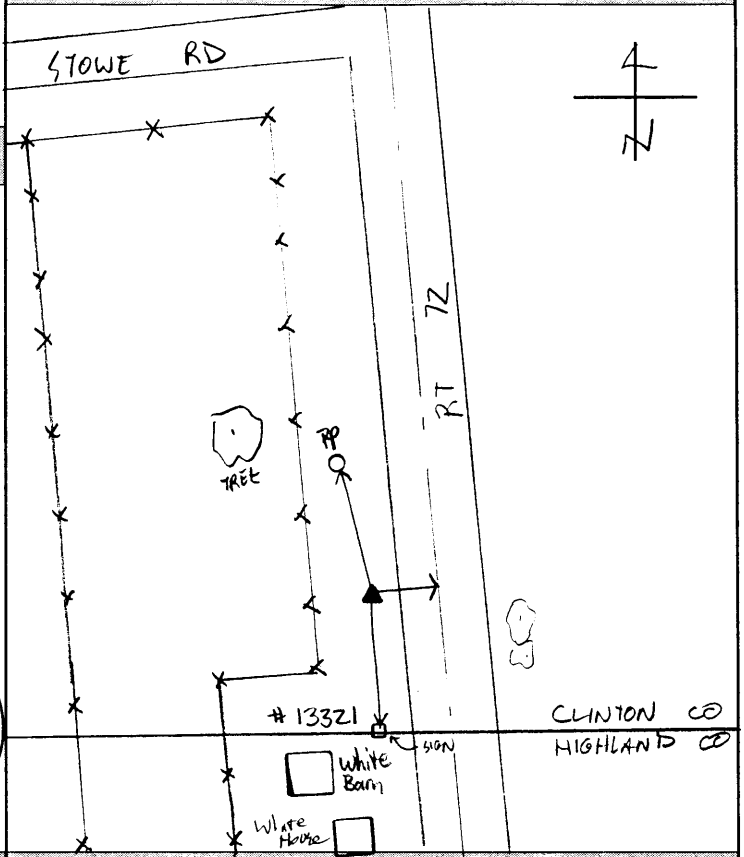 STOWE RD
N
RT 72
PP
TREE
# 13321
CLINTON CO
SIGN
HIGHLAND CO
White
Barn
White
House